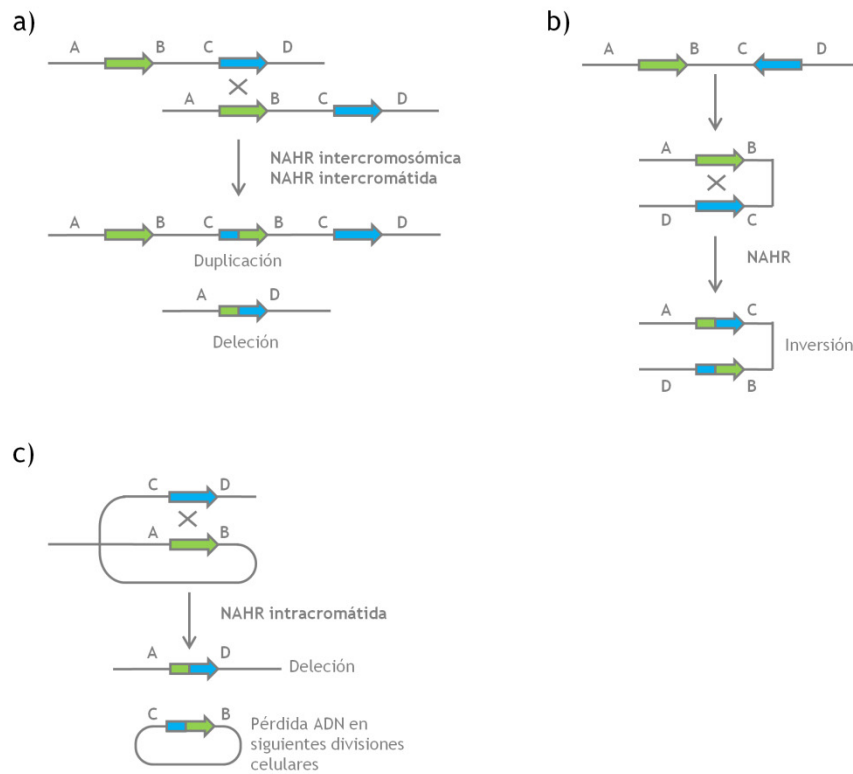 a)
A B C D
A B C D
NAHR intercromosómica
NAHR intercromátida
A B C B C D
Duplicación
A D
Deleción
b)
A B C D
A B
D C
NAHR
A C
Inversión
D B
c)
C D
A B
NAHR intracromátida
A D
Deleción
C B
Pérdida ADN en
siguientes divisiones
celulares